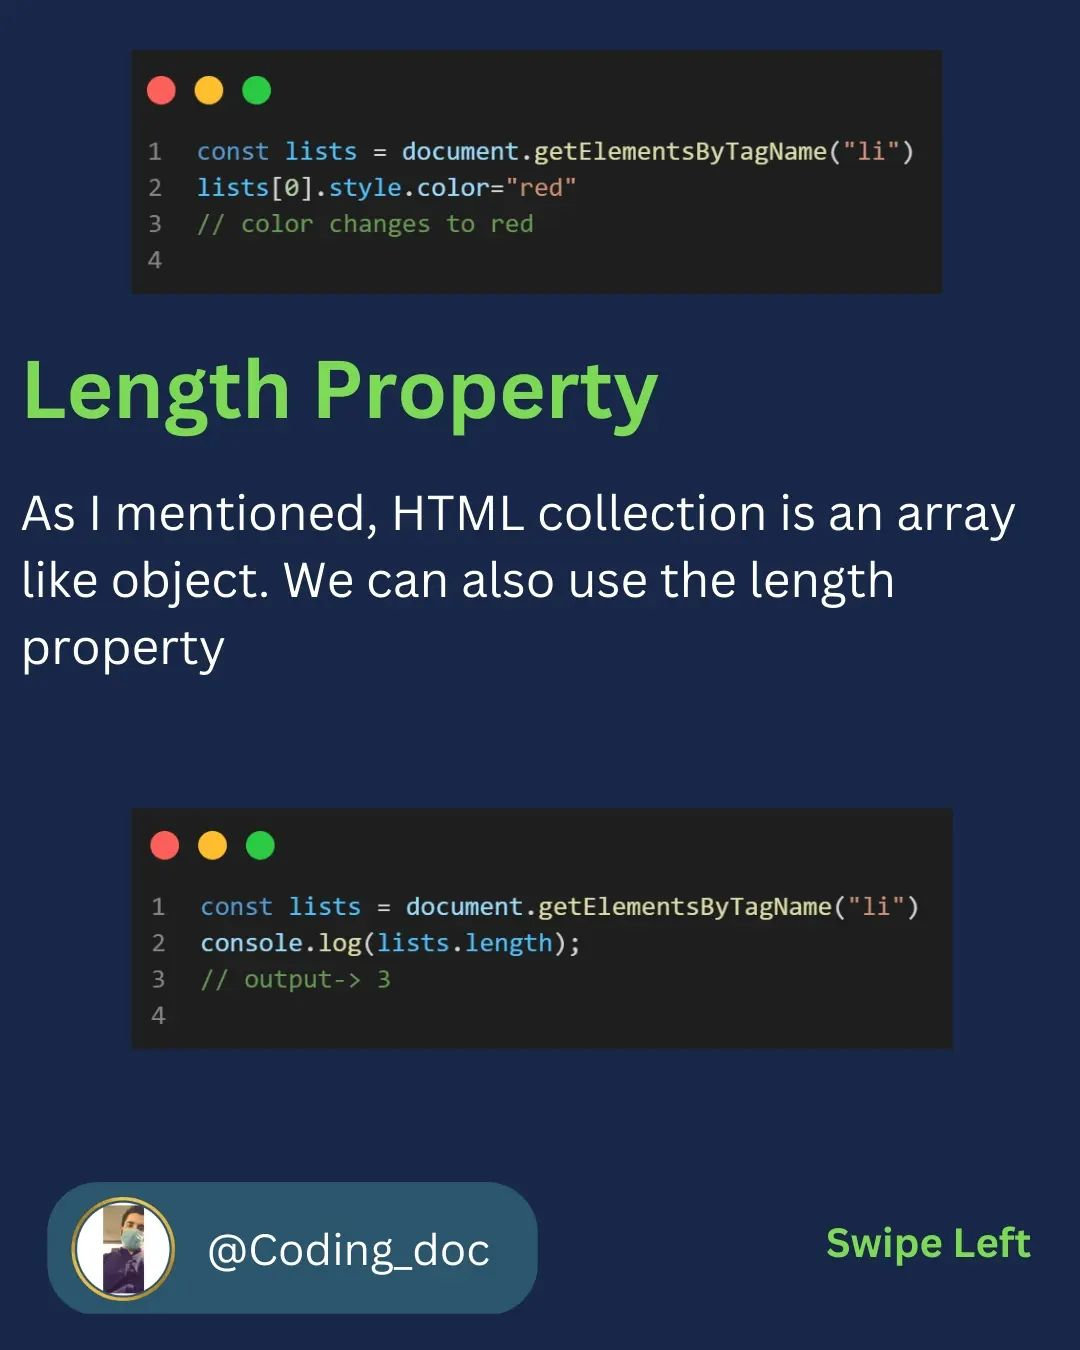 1 const lists = document.getElementsByTagName("li")
2 lists[0].style.color="red"
3 // color changes to red
4
Length Property
As I mentioned, HTML collection is an array
like object. We can also use the length
property
1 const lists = document.getElementsByTagName("li")
2 console.log(lists.length);
3 // output-> 3
4
@Coding_doc
Swipe Left